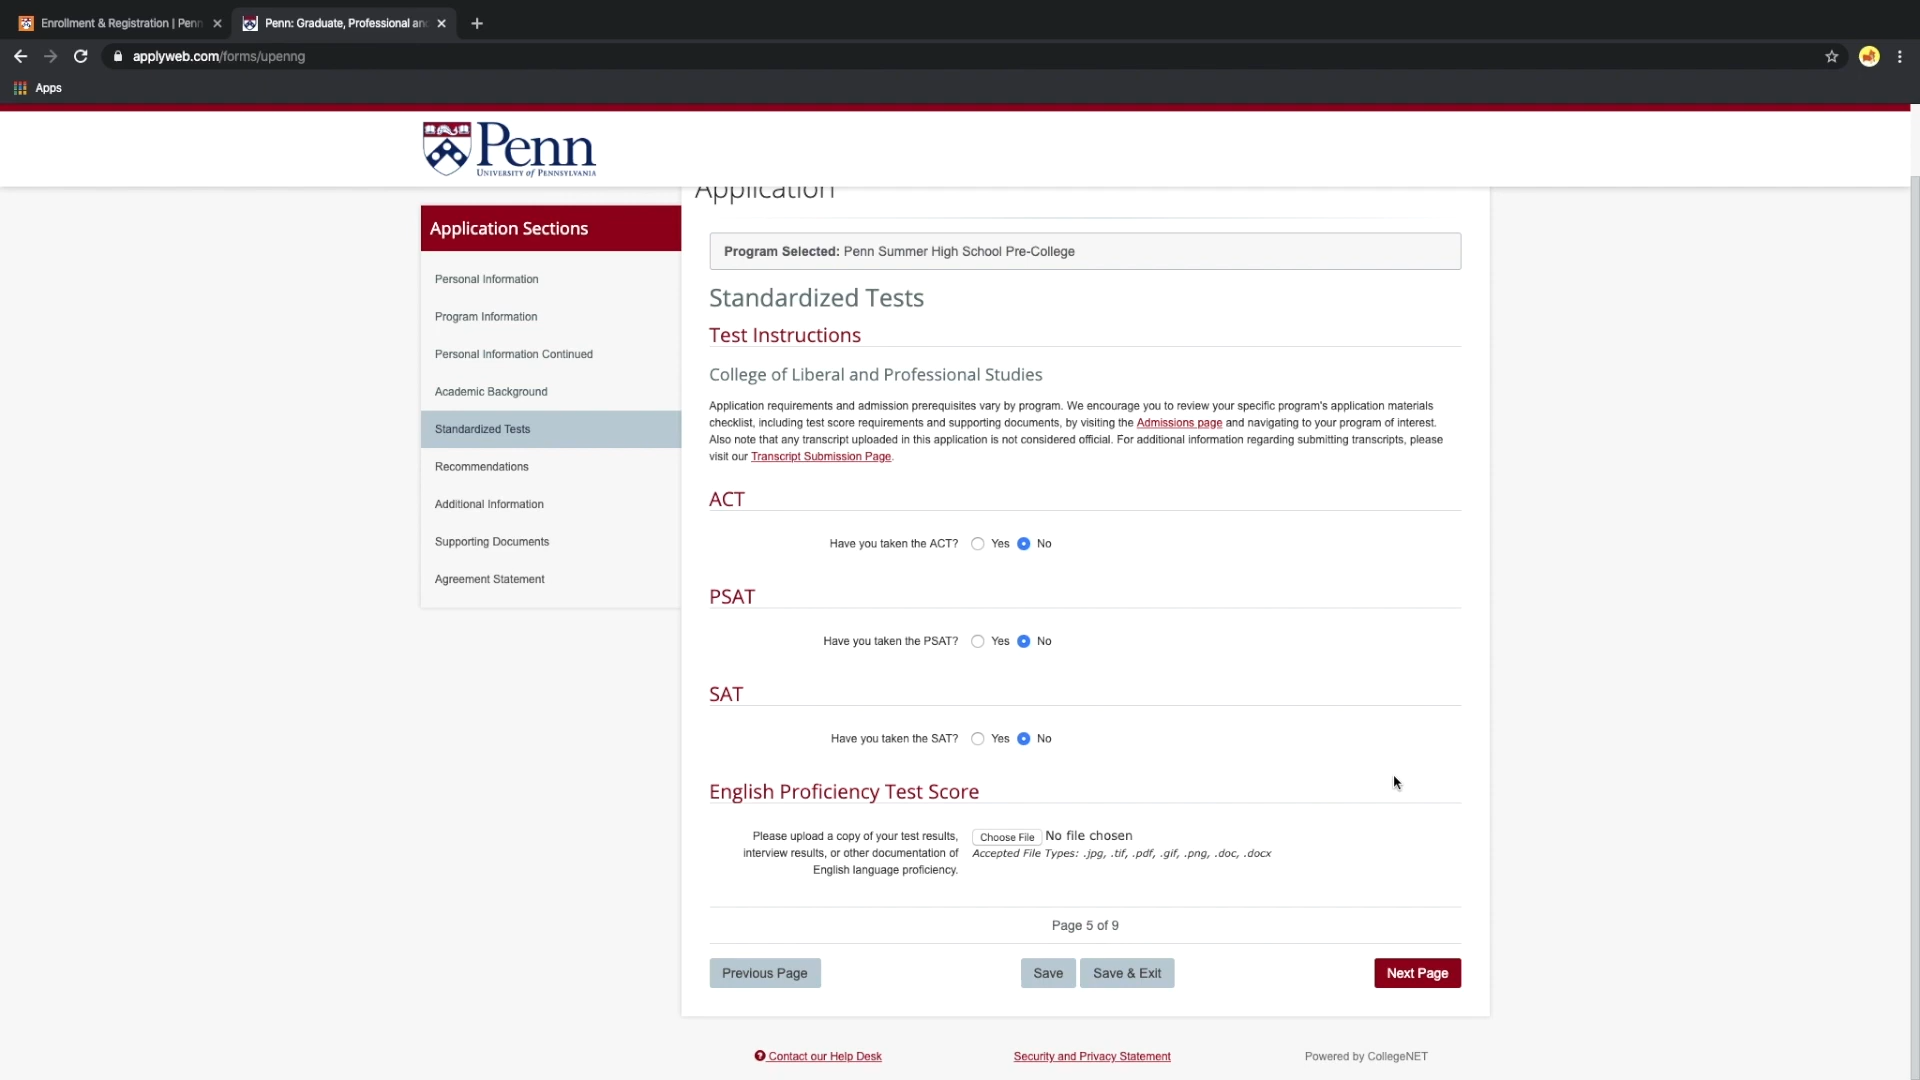 Enrollment & Registration | Penn
Penn: Graduate, Professional and
applyweb.com/forms/upenng
Apps
Penn
University of Pennsylvania
Application
Application Sections
Personal Information
Program Information
Personal Information Continued
Academic Background
Standardized Tests
Recommendations
Additional Information
Supporting Documents
Agreement Statement
Program Selected: Penn Summer High School Pre-College
Standardized Tests
Test Instructions
College of Liberal and Professional Studies
Application requirements and admission prerequisites vary by program. We encourage you to review your specific program's application materials
checklist, including test score requirements and supporting documents, by visiting the Admissions page and navigating to your program of interest.
Also note that any transcript uploaded in this application is not considered official. For additional information regarding submitting transcripts, please
visit our Transcript Submission Page.
ACT
Have you taken the ACT? Yes No
PSAT
Have you taken the PSAT? Yes No
SAT
Have you taken the SAT? Yes No
English Proficiency Test Score
Please upload a copy of your test results,
interview results, or other documentation of
English language proficiency.
Choose File No file chosen
Accepted File Types: .jpg, .tif, .pdf, .gif, .png, .doc, .docx
Page 5 of 9
Previous Page Save Save & Exit Next Page
Contact our Help Desk Security and Privacy Statement Powered by CollegeNET